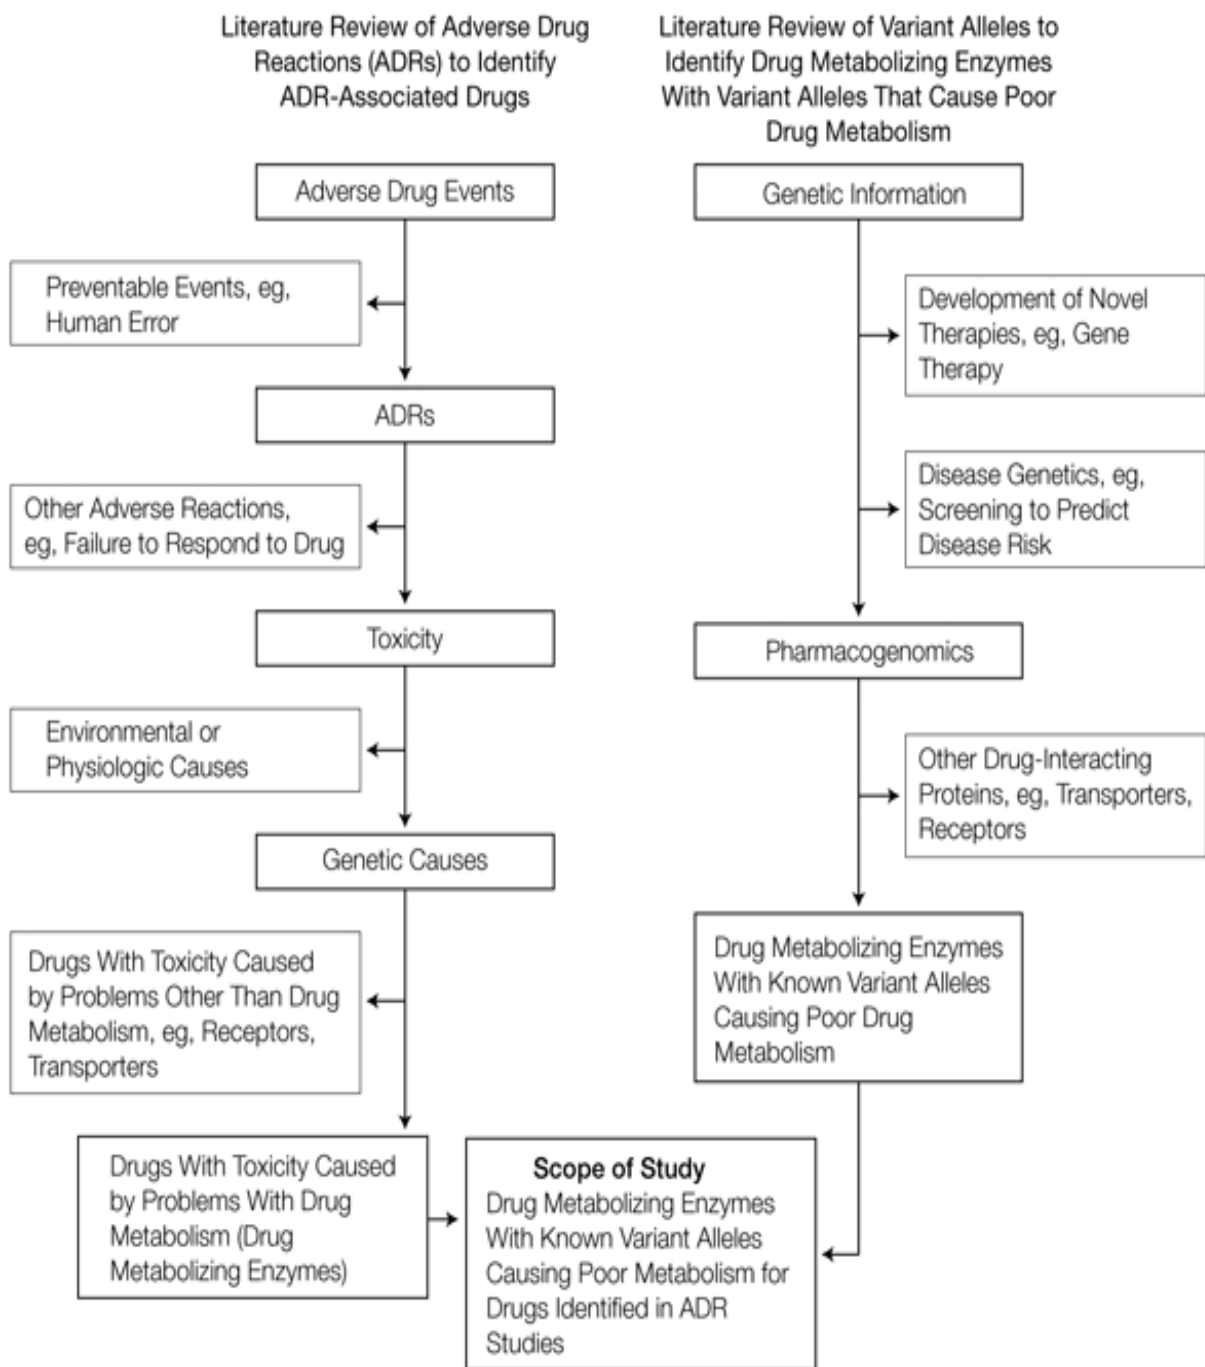 Literature Review of Adverse Drug
Reactions (ADRs) to Identify
ADR-Associated Drugs
Adverse Drug Events
Preventable Events, eg,
Human Error
ADRs
Other Adverse Reactions,
eg, Failure to Respond to Drug
Toxicity
Environmental or
Physiologic Causes
Genetic Causes
Drugs With Toxicity Caused
by Problems Other Than Drug
Metabolism, eg, Receptors,
Transporters
Drugs With Toxicity Caused
by Problems With Drug
Metabolism (Drug
Metabolizing Enzymes)
Literature Review of Variant Alleles to
Identify Drug Metabolizing Enzymes
With Variant Alleles That Cause Poor
Drug Metabolism
Genetic Information
Development of Novel
Therapies, eg, Gene
Therapy
Disease Genetics, eg,
Screening to Predict
Disease Risk
Pharmacogenomics
Other Drug-Interacting
Proteins, eg, Transporters,
Receptors
Drug Metabolizing Enzymes
With Known Variant Alleles
Causing Poor Drug
Metabolism
Scope of Study
Drug Metabolizing Enzymes
With Known Variant Alleles
Causing Poor Metabolism for
Drugs Identified in ADR
Studies